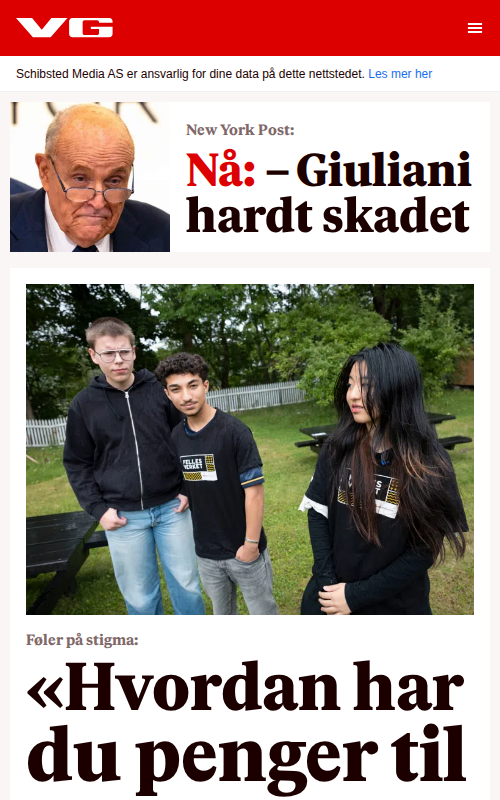 VG
Schibsted Media AS er ansvarlig for dine data på dette nettstedet. Les mer her
New York Post:
Nå: – Giuliani
hardt skadet
FELLES
VERKET
Føler på stigma:
«Hvordan har
du penger til